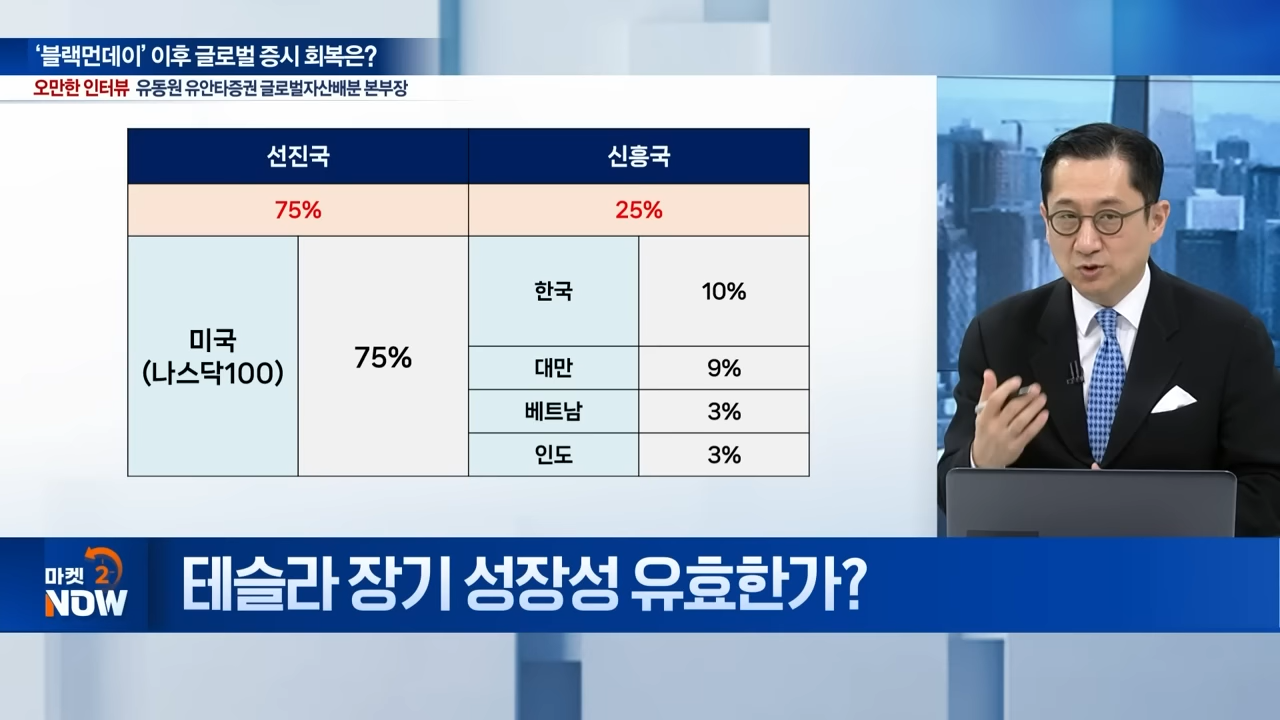 ‘블랙먼데이’ 이후 글로벌 증시 회복은?
오만한 인터뷰 유동원 유안타증권 글로벌자산배분 본부장
선진국 신흥국
75% 25%
미국
(나스닥100)
75%
한국 10%
대만 9%
베트남 3%
인도 3%
마켓 2
NOW
테슬라 장기 성장성 유효한가?